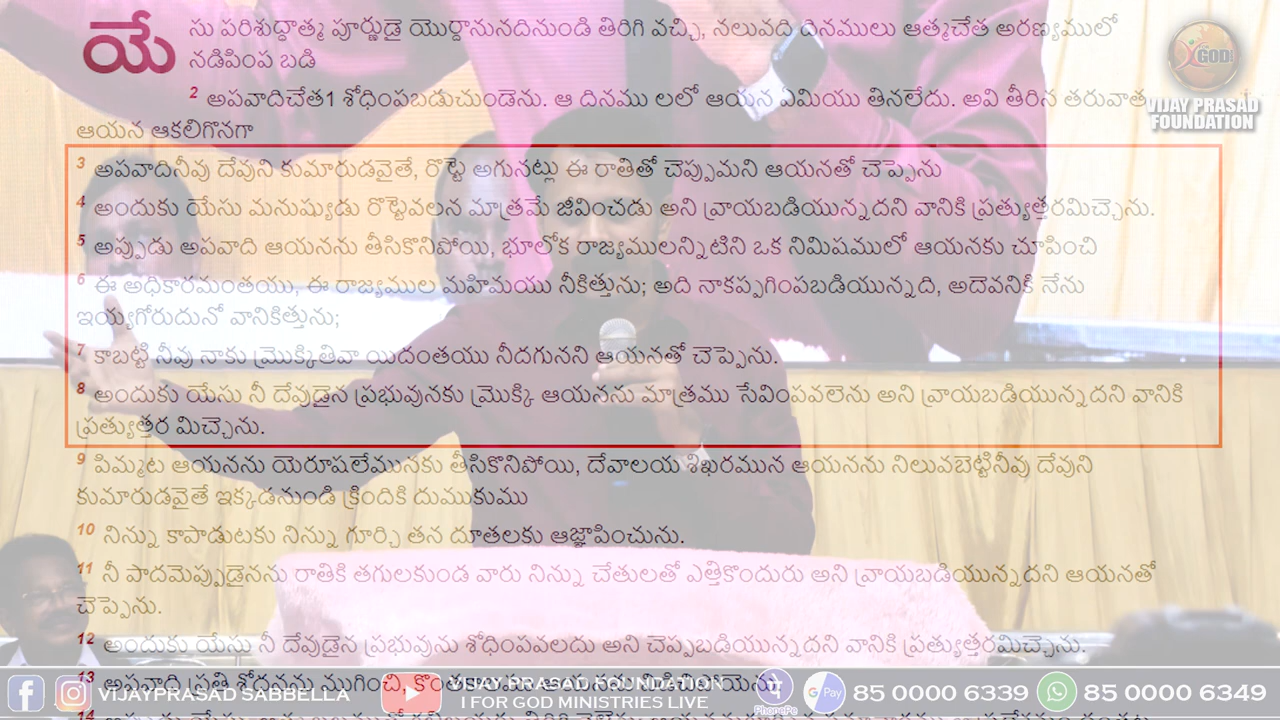 యేసు పరిశుద్ధాత్మ పూర్ణుడై యొర్దానునదినుండి తిరిగి వచ్చి, నలువది దినములు ఆత్మచేత అరణ్యములో
నడిపింప బడి
2 అపవాదిచేత1 శోధింపబడుచుండెను. ఆ దినము లలో ఆయన ఏమియు తినలేదు. అవి తీరిన తరువాత
ఆయన ఆకలిగొనగా
3 అపవాదినీవు దేవుని కుమారుడవైతే, రొట్టె అగునట్లు ఈ రాతితో చెప్పుమని ఆయనతో చెప్పెను
4 అందుకు యేసు మనుష్యుడు రొట్టెవలన మాత్రమే జీవించడు అని వ్రాయబడియున్నదని వానికి ప్రత్యుత్తరమిచ్చెను.
5 అప్పుడు అపవాది ఆయనను తీసికొనిపోయి, భూలోక రాజ్యములన్నిటిని ఒక నిమిషములో ఆయనకు చూపించి
6 ఈ అధికారమంతయు, ఈ రాజ్యముల మహిమయు నీకిత్తును; అది నాకప్పగింపబడియున్నది, అదెవనికి నేను
ఇయ్యగోరుదునో వానికిత్తును;
7 కాబట్టి నీవు నాకు మ్రొక్కితివా యిదంతయు నీదగునని ఆయనతో చెప్పెను.
8 అందుకు యేసు నీ దేవుడైన ప్రభువునకు మ్రొక్కి ఆయనను మాత్రము సేవింపవలెను అని వ్రాయబడియున్నదని వానికి
ప్రత్యుత్తర మిచ్చెను.
9 పిమ్మట ఆయనను యెరూషలేమునకు తీసికొనిపోయి, దేవాలయ శిఖరమున ఆయనను నిలువబెట్టినీవు దేవుని
కుమారుడవైతే ఇక్కడనుండి క్రిందికి దుముకుము
10 నిన్ను కాపాడుటకు నిన్ను గూర్చి తన దూతలకు ఆజ్ఞాపించును.
11 నీ పాదమెప్పుడైనను రాతికి తగులకుండ వారు నిన్ను చేతులతో ఎత్తికొందురు అని వ్రాయబడియున్నదని ఆయనతో
చెప్పెను.
12 అందుకు యేసు నీ దేవుడైన ప్రభువును శోధింపవలదు అని చెప్పబడియున్నదని వానికి ప్రత్యుత్తరమిచ్చెను.
13 అపవాది ప్రతి శోధనను ముగించి,
14
GOD
VIJAY PRASAD
FOUNDATION
VIJAYPRASAD SABBELLA
VIJAY PRASAD FOUNDATION
I FOR GOD MINISTRIES LIVE
PhonePe
G Pay
85 0000 6339
85 0000 6349